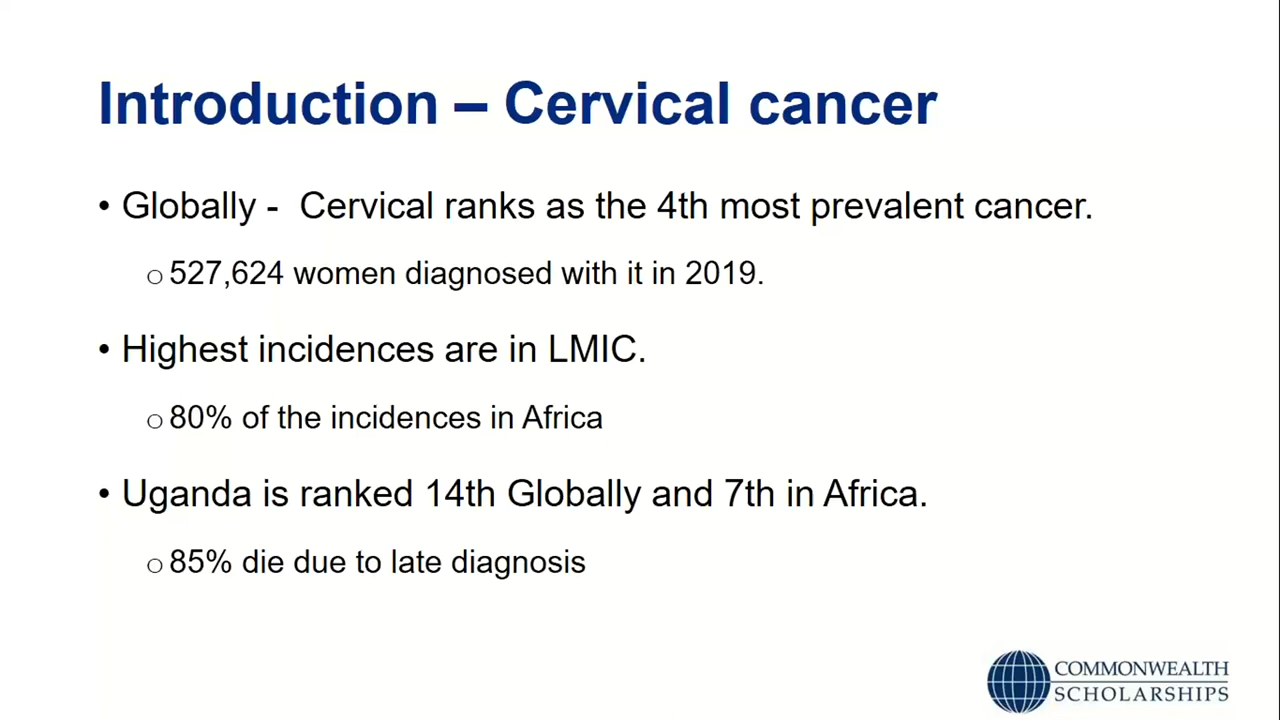 Introduction – Cervical cancer
• Globally -  Cervical ranks as the 4th most prevalent cancer.
o 527,624 women diagnosed with it in 2019.
• Highest incidences are in LMIC.
o 80% of the incidences in Africa
• Uganda is ranked 14th Globally and 7th in Africa.
o 85% die due to late diagnosis
COMMONWEALTH
SCHOLARSHIPS